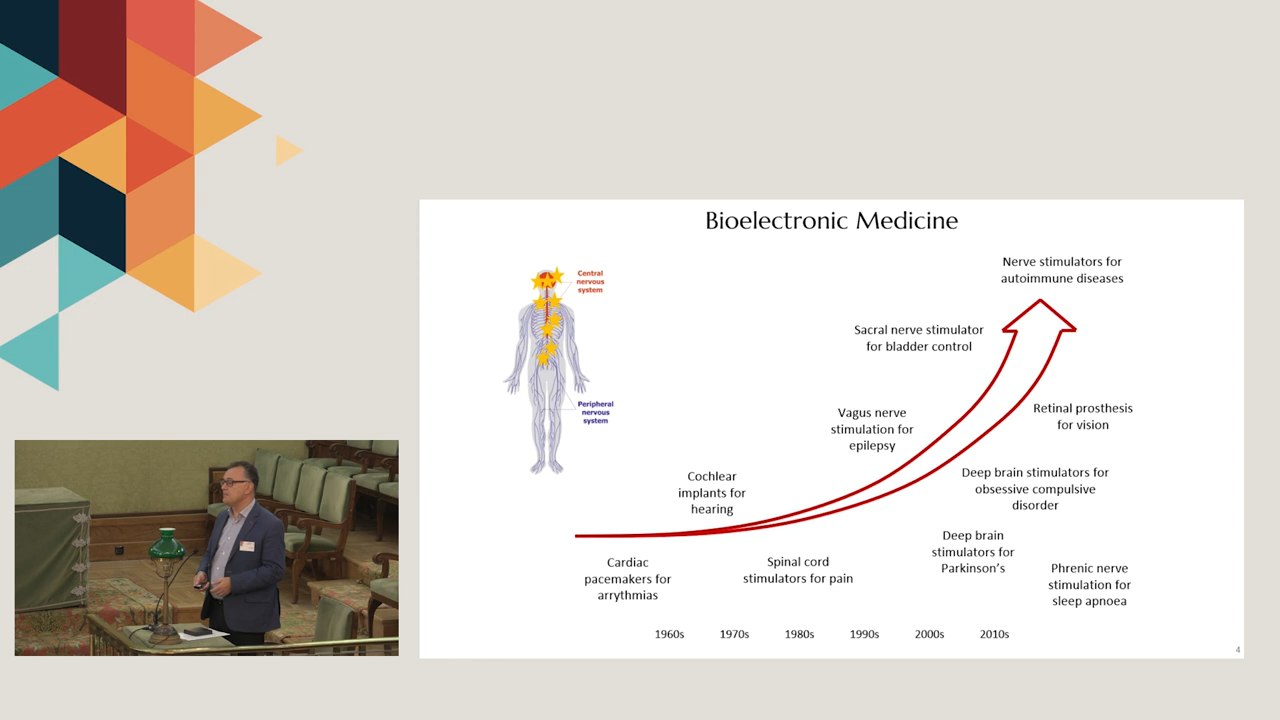 Bioelectronic Medicine
Central
nervous
system
Peripheral
nervous
system
Nerve stimulators for
autoimmune diseases
Sacral nerve stimulator
for bladder control
Vagus nerve
stimulation for
epilepsy
Retinal prosthesis
for vision
Cochlear
implants for
hearing
Deep brain stimulators for
obsessive compulsive
disorder
Deep brain
stimulators for
Parkinson's
Cardiac
pacemakers for
arrythmias
Spinal cord
stimulators for pain
Phrenic nerve
stimulation for
sleep apnoea
1960s 1970s 1980s 1990s 2000s 2010s
4